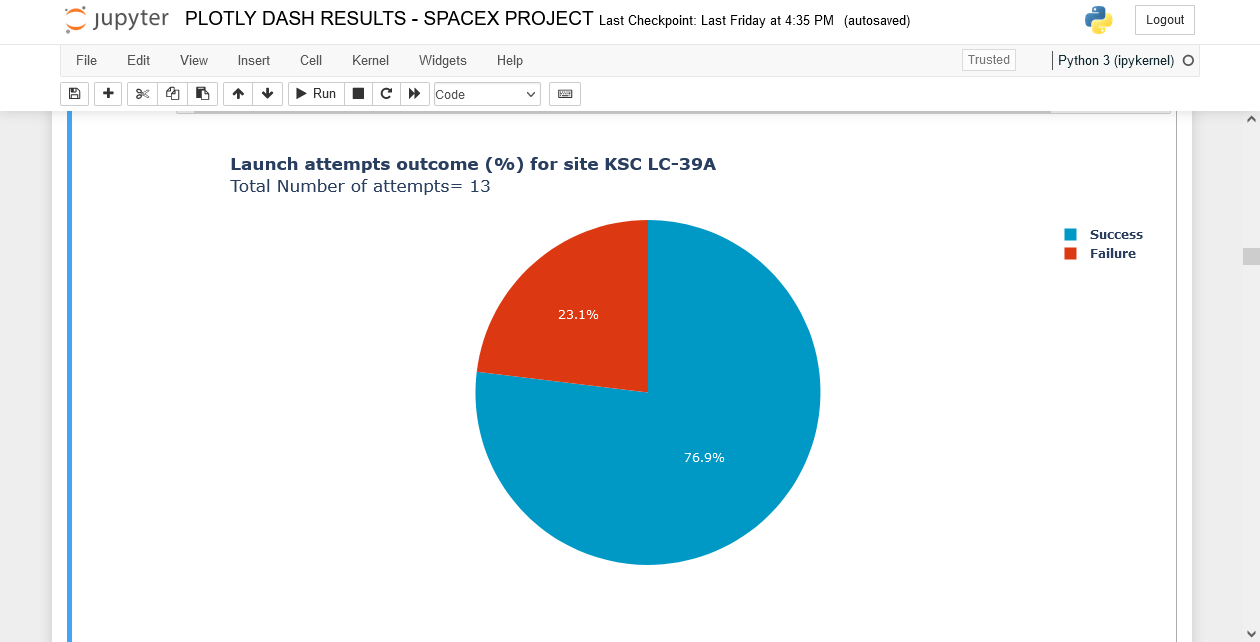 jupyter PLOTLY DASH RESULTS - SPACEX PROJECT Last Checkpoint: Last Friday at 4:35 PM (autosaved) Logout
File Edit View Insert Cell Kernel Widgets Help Trusted Python 3 (ipykernel)
Run Code
Launch attempts outcome (%) for site KSC LC-39A
Total Number of attempts= 13
Success
Failure
23.1%
76.9%